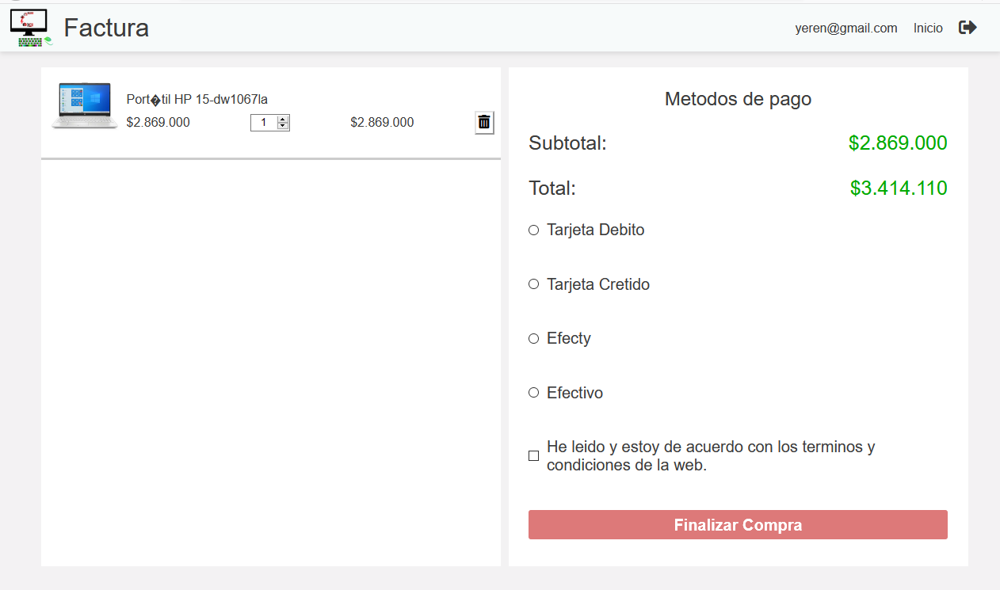 Factura
yeren@gmail.com
Inicio
Port�til HP 15-dw1067la
$2.869.000
1
$2.869.000
Metodos de pago
Subtotal:
$2.869.000
Total:
$3.414.110
Tarjeta Debito
Tarjeta Cretido
Efecty
Efectivo
He leido y estoy de acuerdo con los terminos y
condiciones de la web.
Finalizar Compra